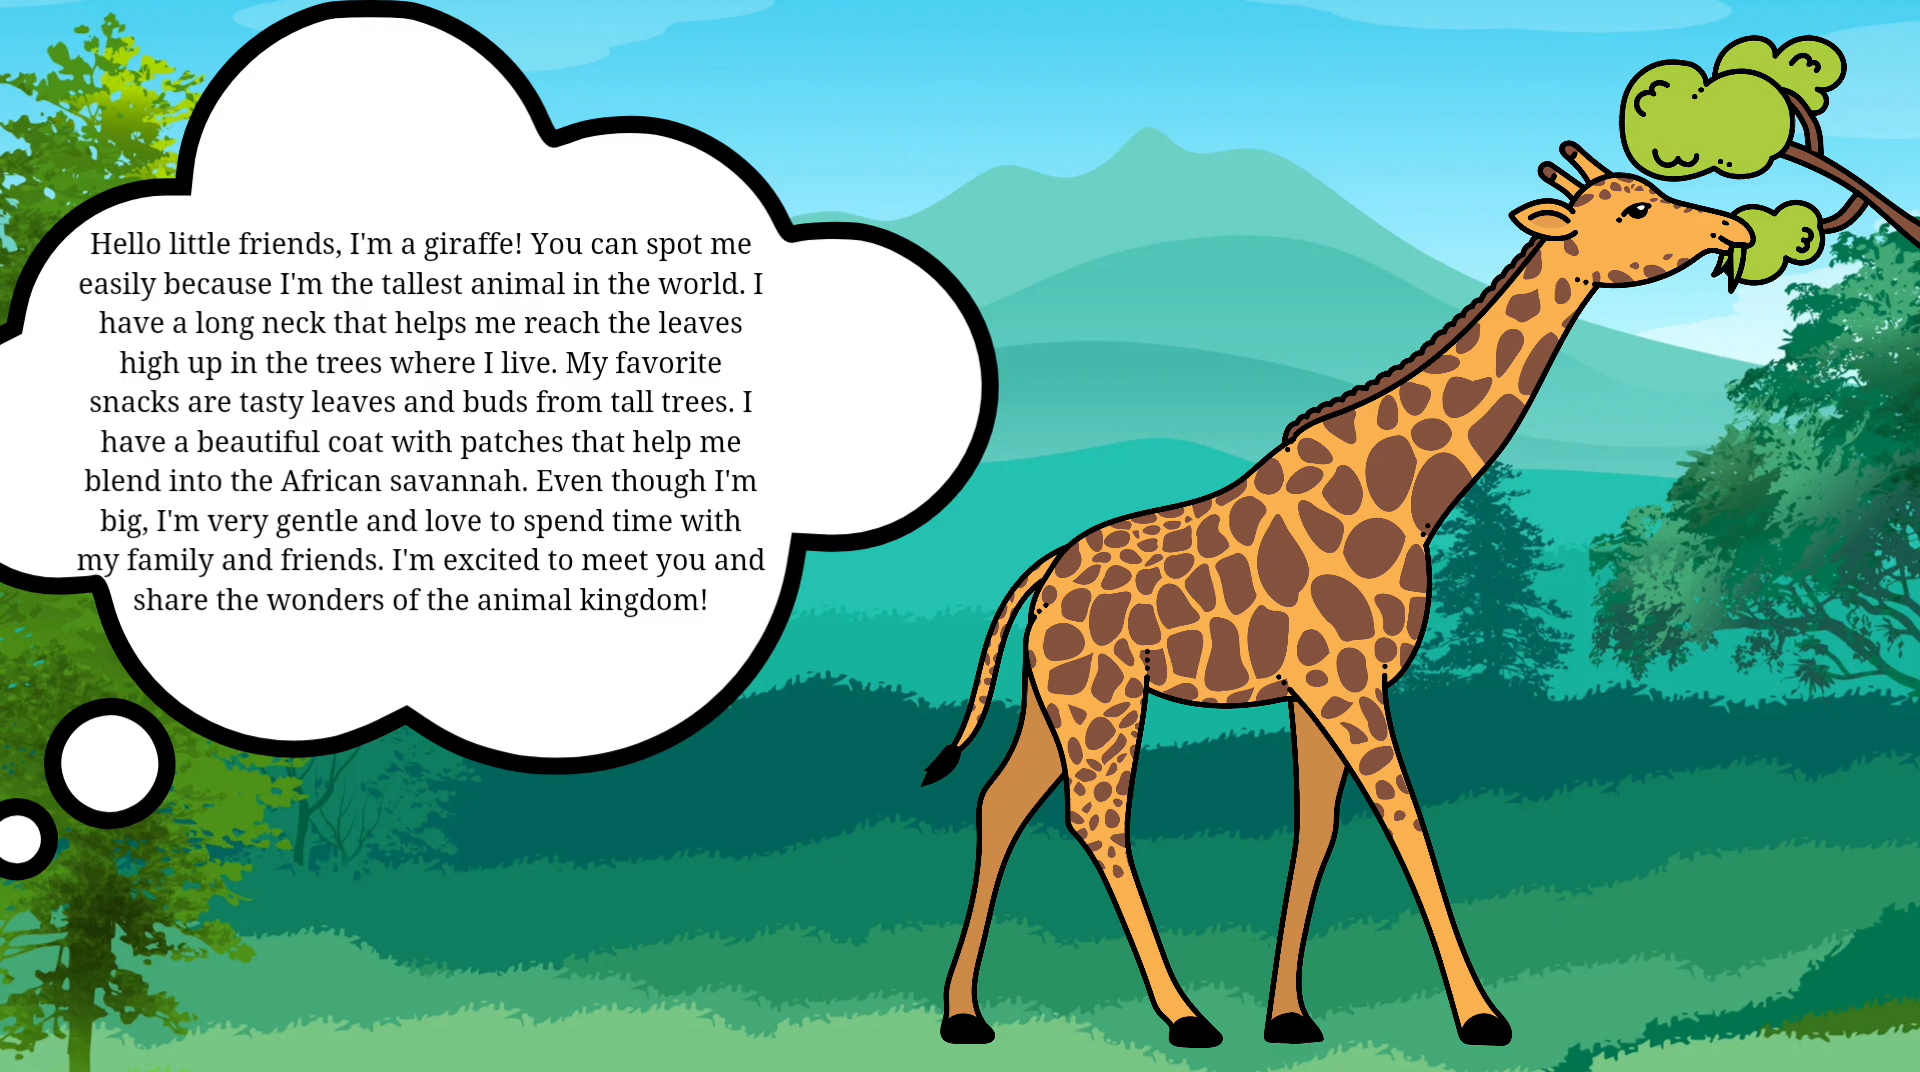 Hello little friends, I'm a giraffe! You can spot me
easily because I'm the tallest animal in the world. I
have a long neck that helps me reach the leaves
high up in the trees where I live. My favorite
snacks are tasty leaves and buds from tall trees. I
have a beautiful coat with patches that help me
blend into the African savannah. Even though I'm
big, I'm very gentle and love to spend time with
my family and friends. I'm excited to meet you and
share the wonders of the animal kingdom!